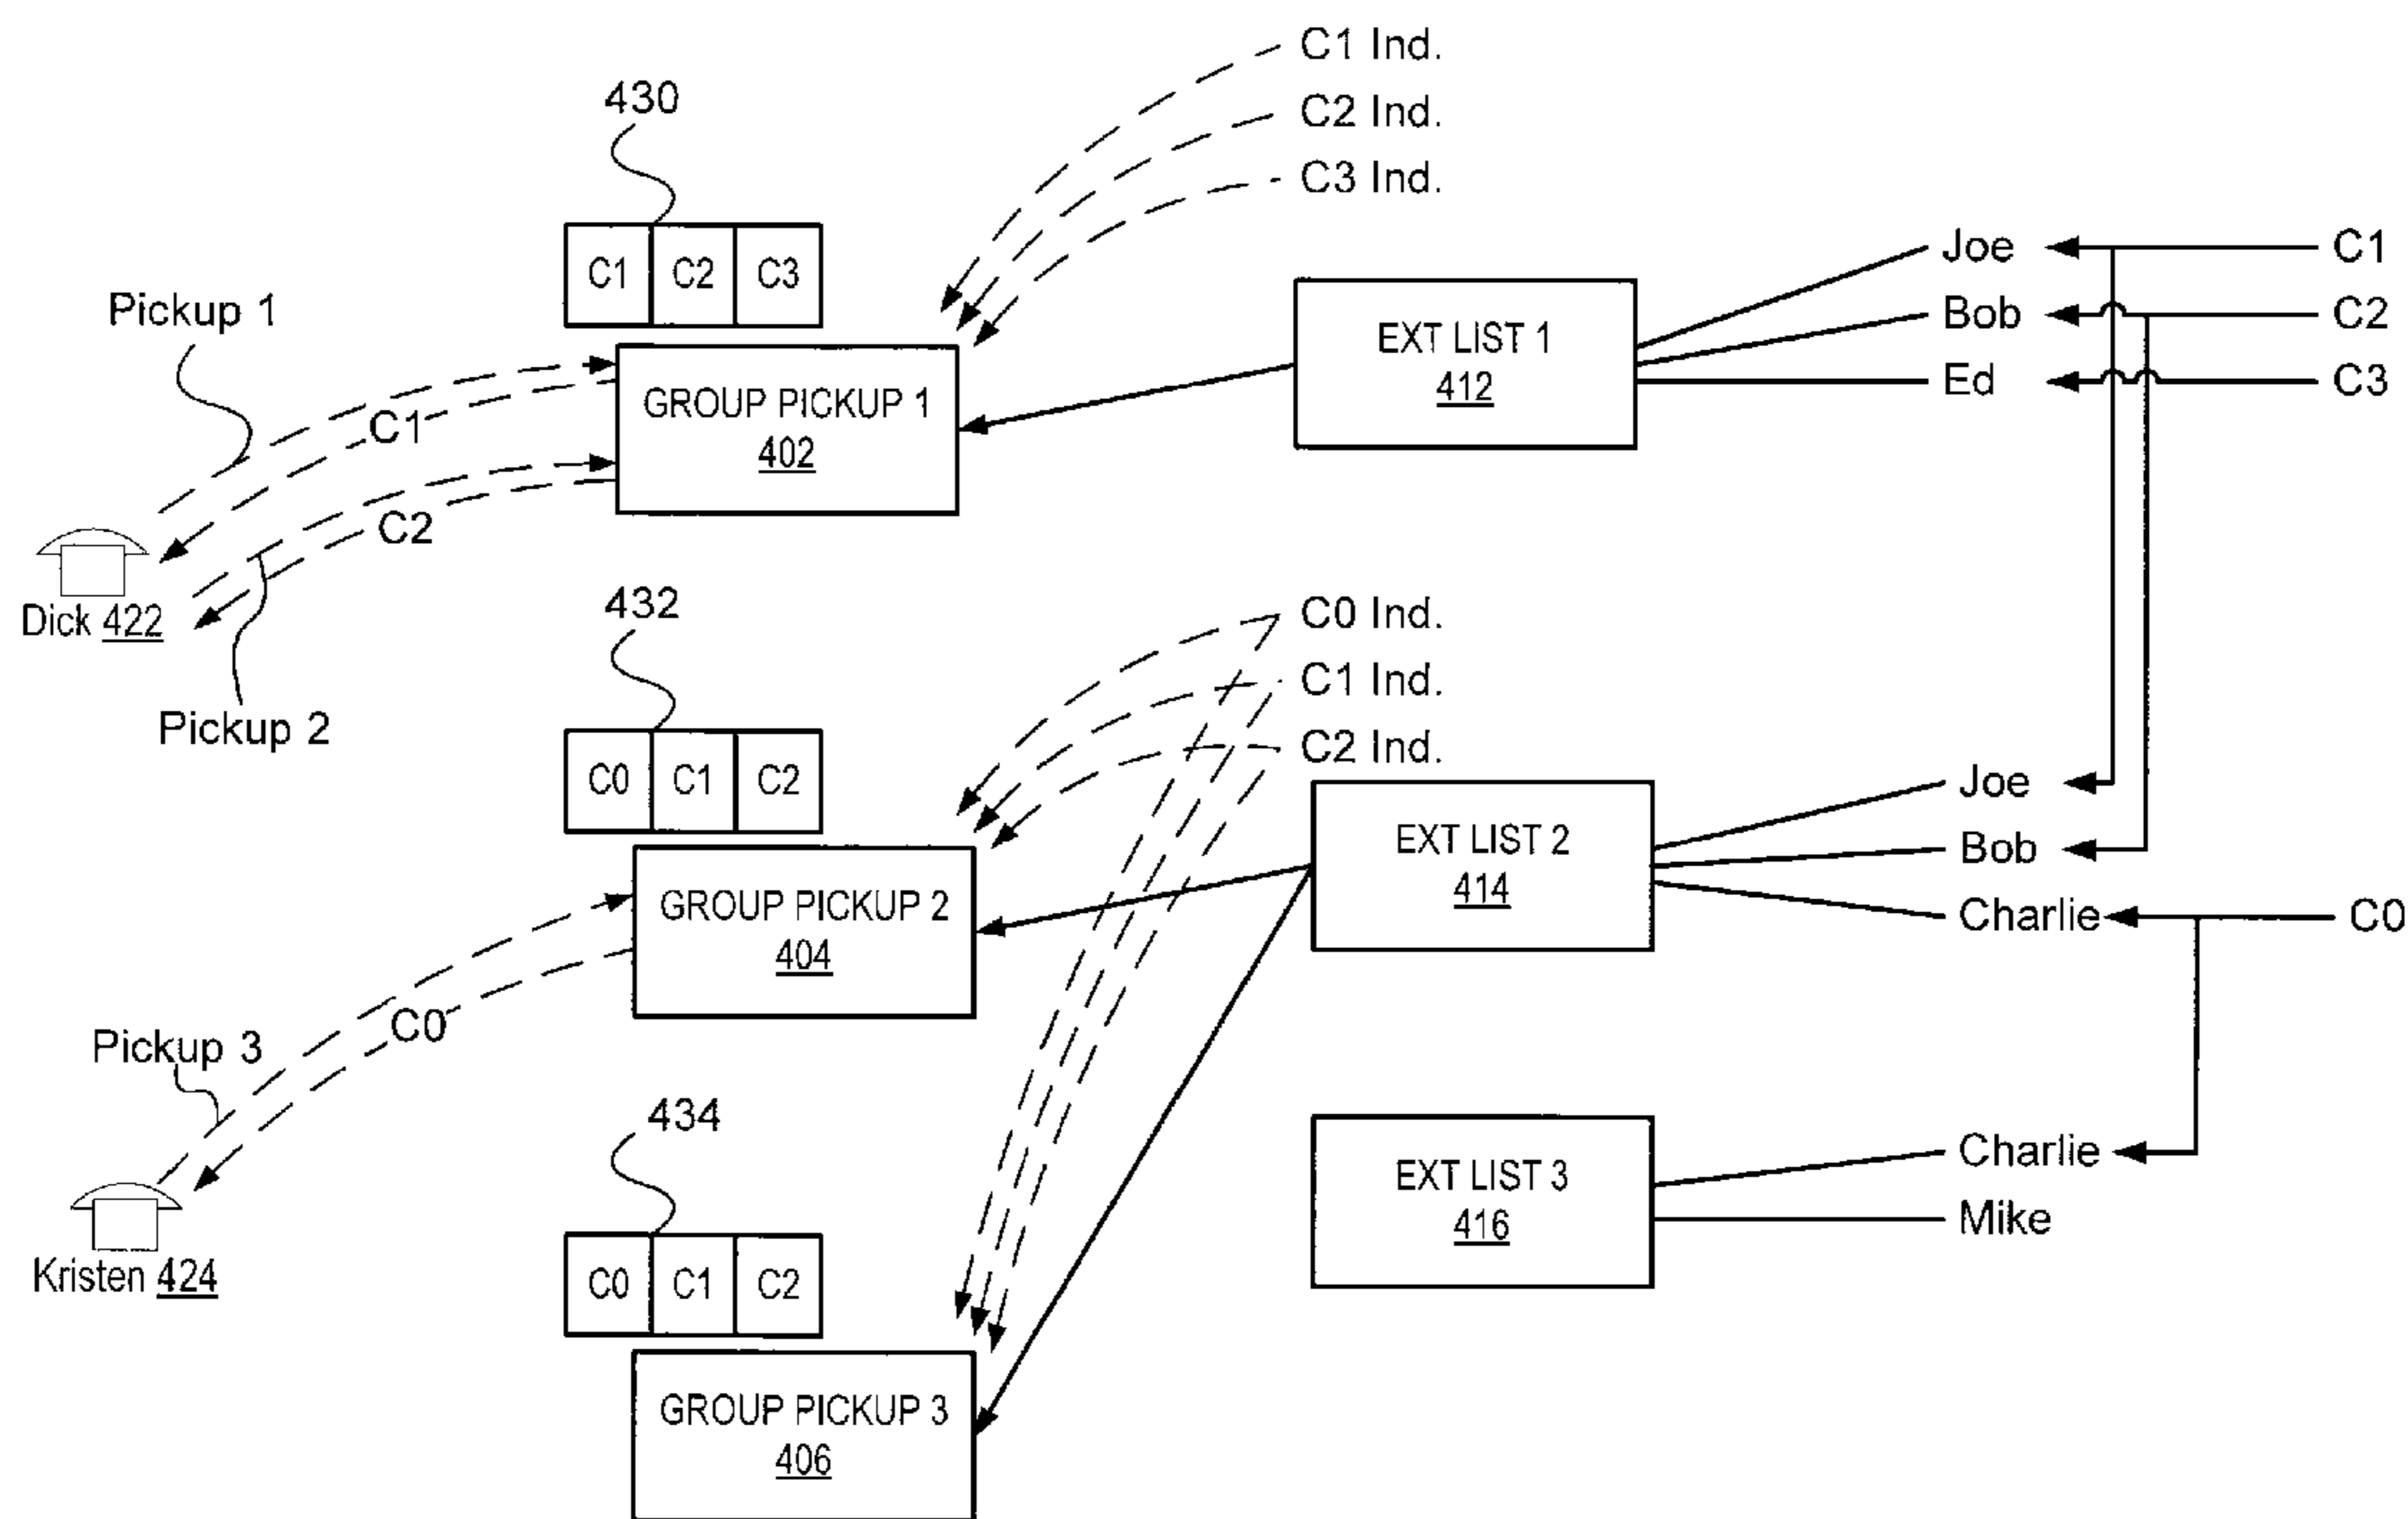 C1 Ind.
430
C2 Ind.
C3 Ind.
C1 C2 C3
Joe
C1
Pickup 1
Bob
C2
EXT LIST 1
412
Ed
C3
GROUP PICKUP 1
402
C1
C2
Dick 422
432
C0 Ind.
C1 Ind.
Pickup 2
C2 Ind.
C0 C1 C2
Joe
EXT LIST 2
414
Bob
GROUP PICKUP 2
404
Charlie
C0
C0
Pickup 3
434
Charlie
EXT LIST 3
416
Mike
Kristen 424
C0 C1 C2
GROUP PICKUP 3
406